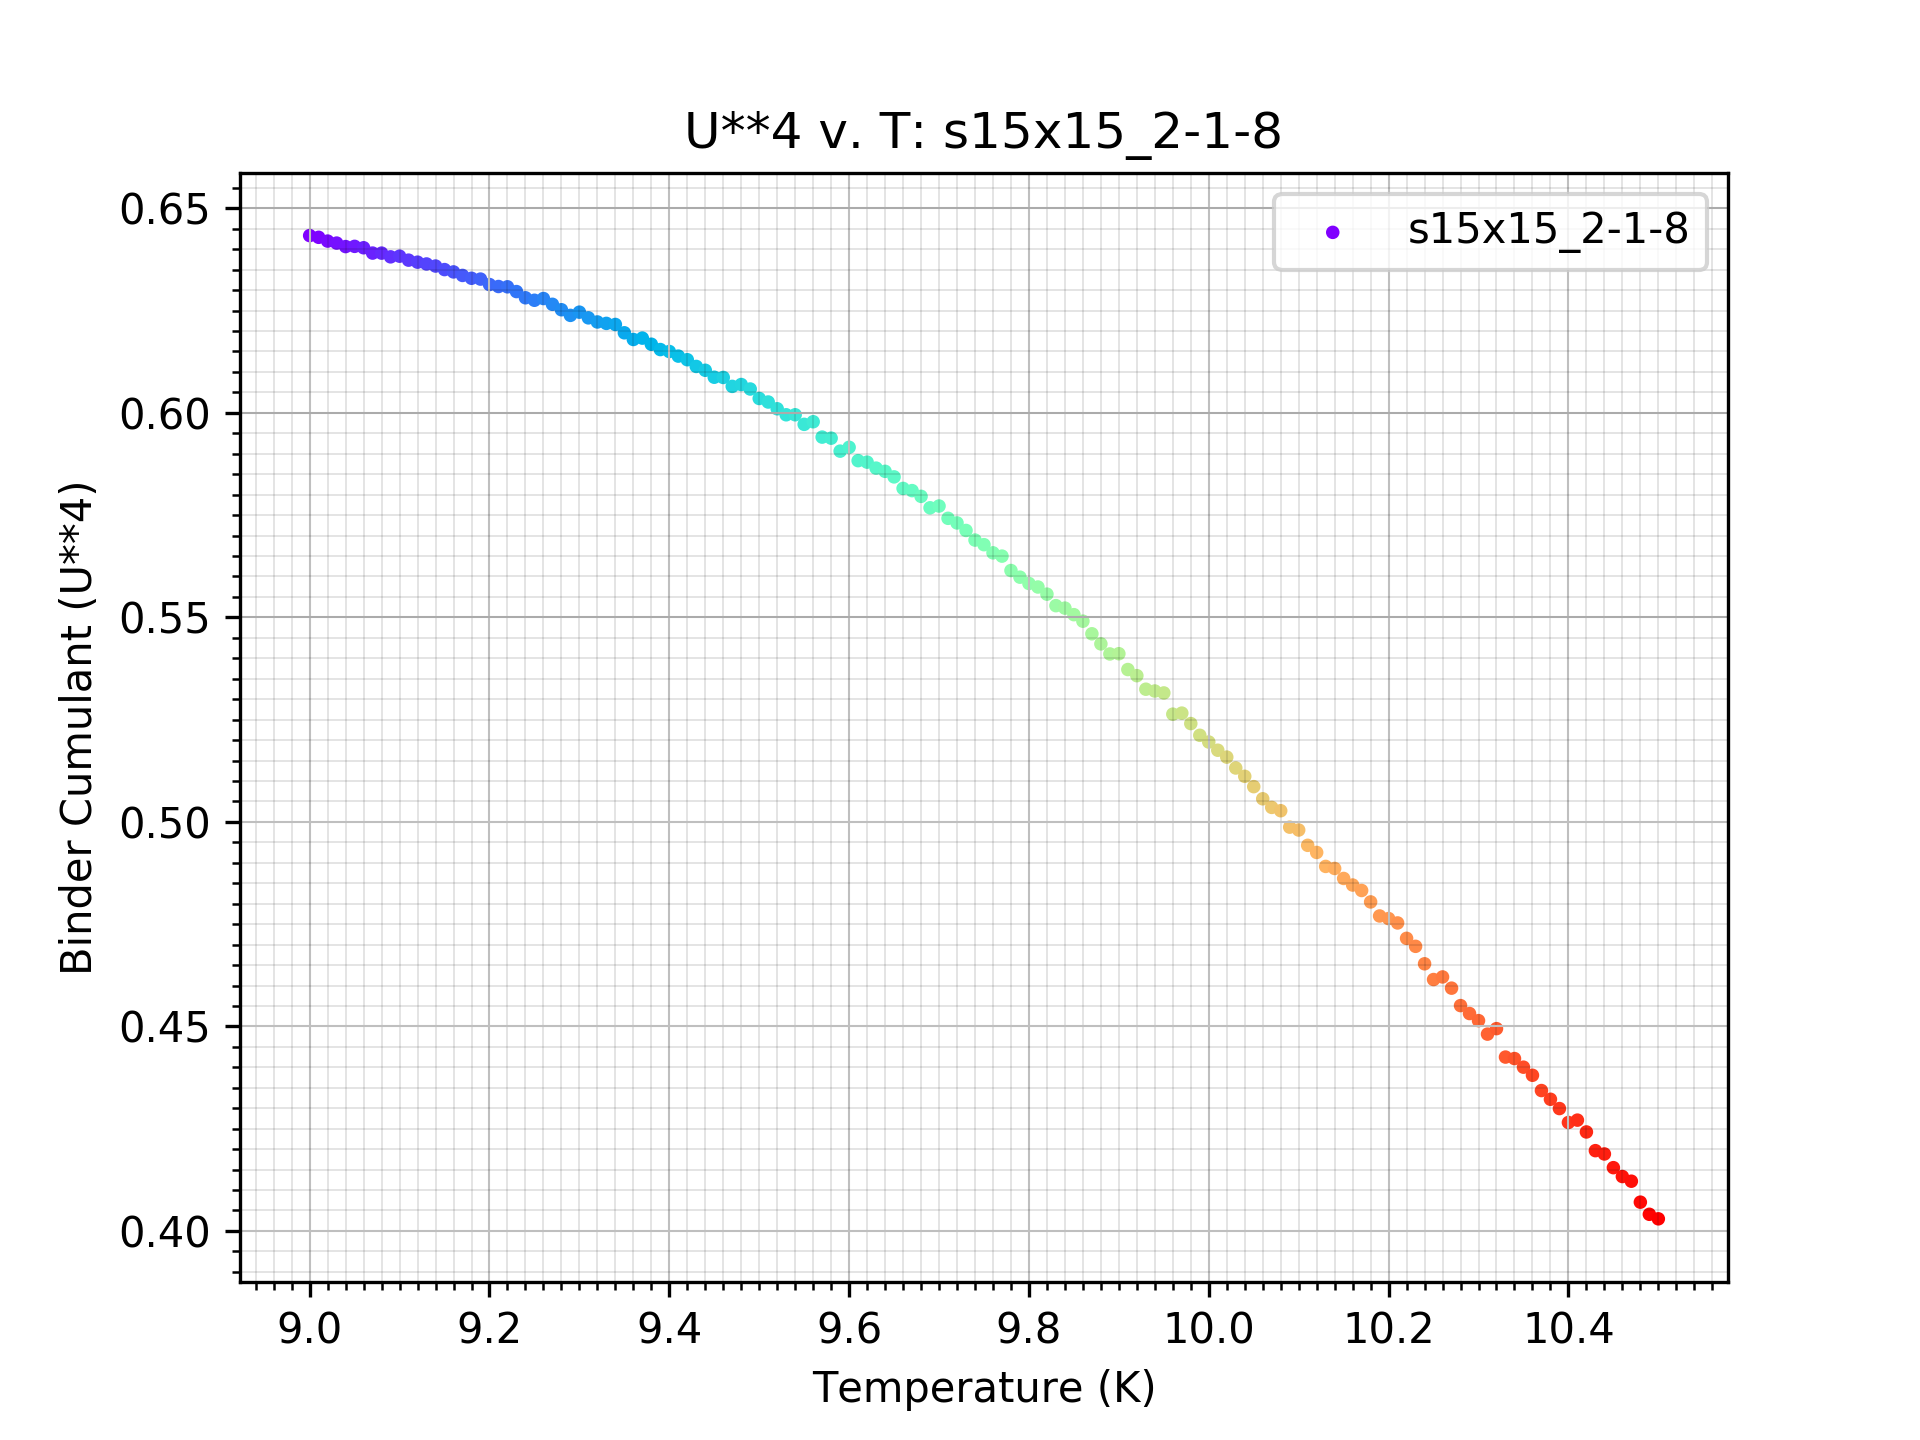 U**4 v. T: s15x15_2-1-8
s15x15_2-1-8
0.65
0.60
0.55
0.50
0.45
0.40
Binder Cumulant (U**4)
9.0 9.2 9.4 9.6 9.8 10.0 10.2 10.4
Temperature (K)